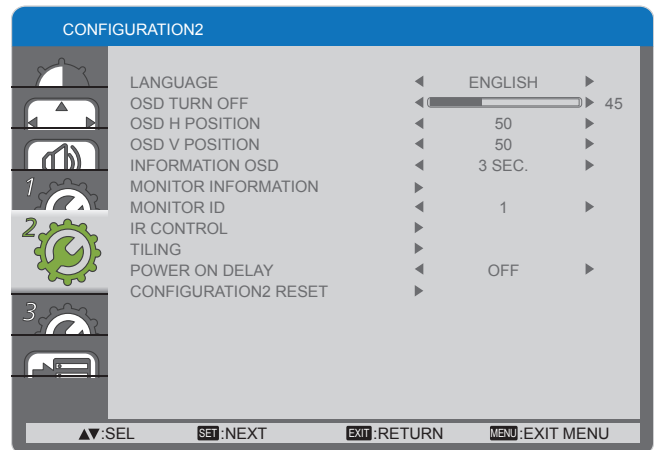 CONFIGURATION2
LANGUAGE ENGLISH
OSD TURN OFF 45
OSD H POSITION 50
OSD V POSITION 50
INFORMATION OSD 3 SEC.
MONITOR INFORMATION
1
MONITOR ID 1
2
IR CONTROL
TILING
POWER ON DELAY OFF
CONFIGURATION2 RESET
3
▲▼:SEL SET:NEXT EXIT:RETURN MENU:EXIT MENU